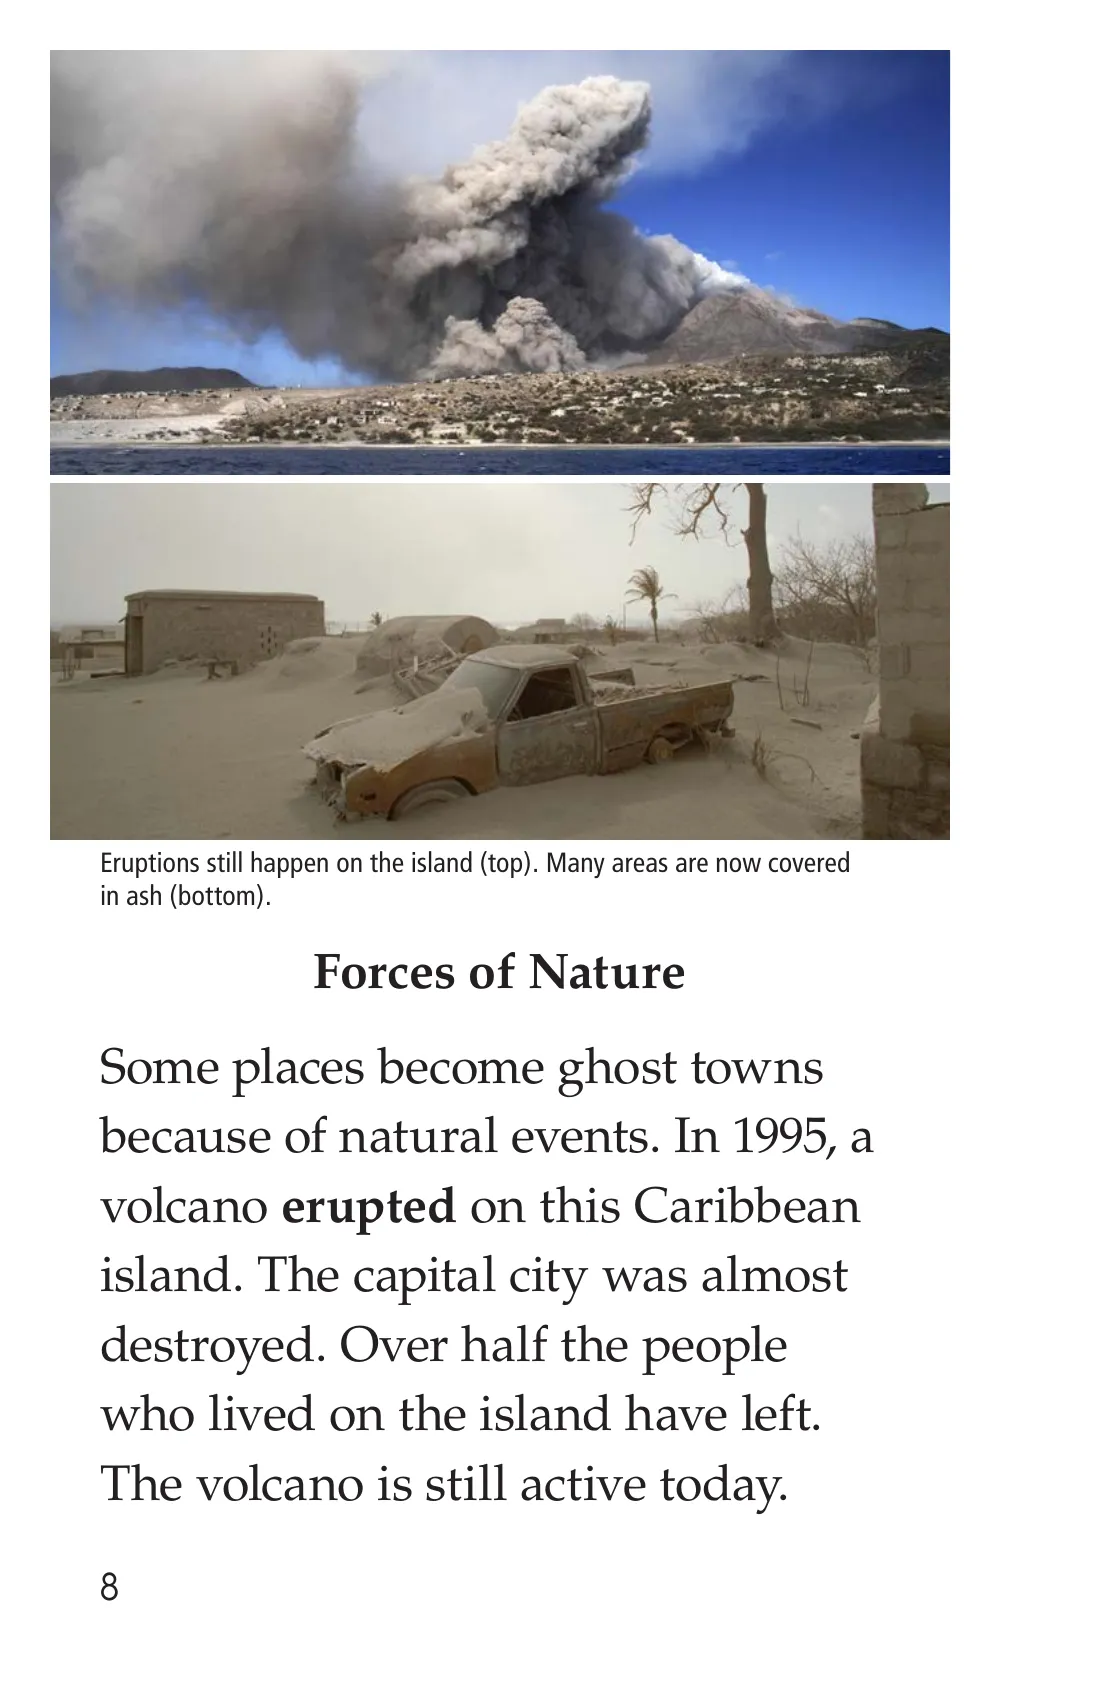 Eruptions still happen on the island (top). Many areas are now covered
in ash (bottom).
Forces of Nature
Some places become ghost towns
because of natural events. In 1995, a
volcano erupted on this Caribbean
island. The capital city was almost
destroyed. Over half the people
who lived on the island have left.
The volcano is still active today.
8